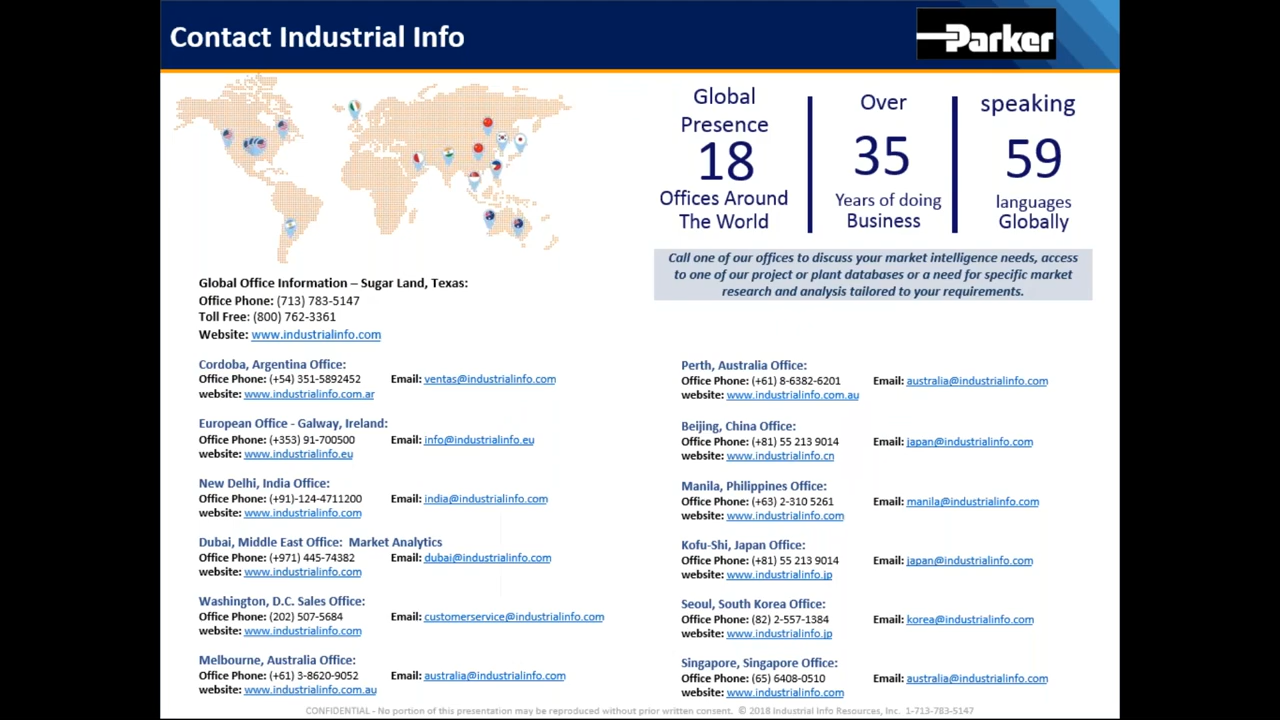 Contact Industrial Info
Parker
Global
Presence
18
Offices Around
The World
Over
35
Years of doing
Business
speaking
59
languages
Globally
Call one of our offices to discuss your market intelligence needs, access
to one of our project or plant databases or a need for specific market
research and analysis tailored to your requirements.
Global Office Information – Sugar Land, Texas:
Office Phone: (713) 783-5147
Toll Free: (800) 762-3361
Website: www.industrialinfo.com
Cordoba, Argentina Office:
Office Phone: (+54) 351-5892452 Email: ventas@industrialinfo.com
website: www.industrialinfo.com.ar
European Office - Galway, Ireland:
Office Phone: (+353) 91-700500 Email: info@industrialinfo.eu
website: www.industrialinfo.eu
New Delhi, India Office:
Office Phone: (+91)-124-4711200 Email: india@industrialinfo.com
website: www.industrialinfo.com
Dubai, Middle East Office: Market Analytics
Office Phone: (+971) 445-74382 Email: dubai@industrialinfo.com
website: www.industrialinfo.com
Washington, D.C. Sales Office:
Office Phone: (202) 507-5684 Email: customerservice@industrialinfo.com
website: www.industrialinfo.com
Melbourne, Australia Office:
Office Phone: (+61) 3-8620-9052 Email: australia@industrialinfo.com
website: www.industrialinfo.com.au
Perth, Australia Office:
Office Phone: (+61) 8-6382-6201 Email: australia@industrialinfo.com
website: www.industrialinfo.com.au
Beijing, China Office:
Office Phone: (+81) 55 213 9014 Email: japan@industrialinfo.com
website: www.industrialinfo.cn
Manila, Philippines Office:
Office Phone: (+63) 2-310 5261 Email: manila@industrialinfo.com
website: www.industrialinfo.com
Kofu-Shi, Japan Office:
Office Phone: (+81) 55 213 9014 Email: japan@industrialinfo.com
website: www.industrialinfo.jp
Seoul, South Korea Office:
Office Phone: (82) 2-557-1384 Email: korea@industrialinfo.com
website: www.industrialinfo.jp
Singapore, Singapore Office:
Office Phone: (65) 6408-0510 Email: australia@industrialinfo.com
website: www.industrialinfo.com
CONFIDENTIAL - No portion of this presentation may be reproduced without prior written consent. © 2018 Industrial Info Resources, Inc. 1-713-783-5147